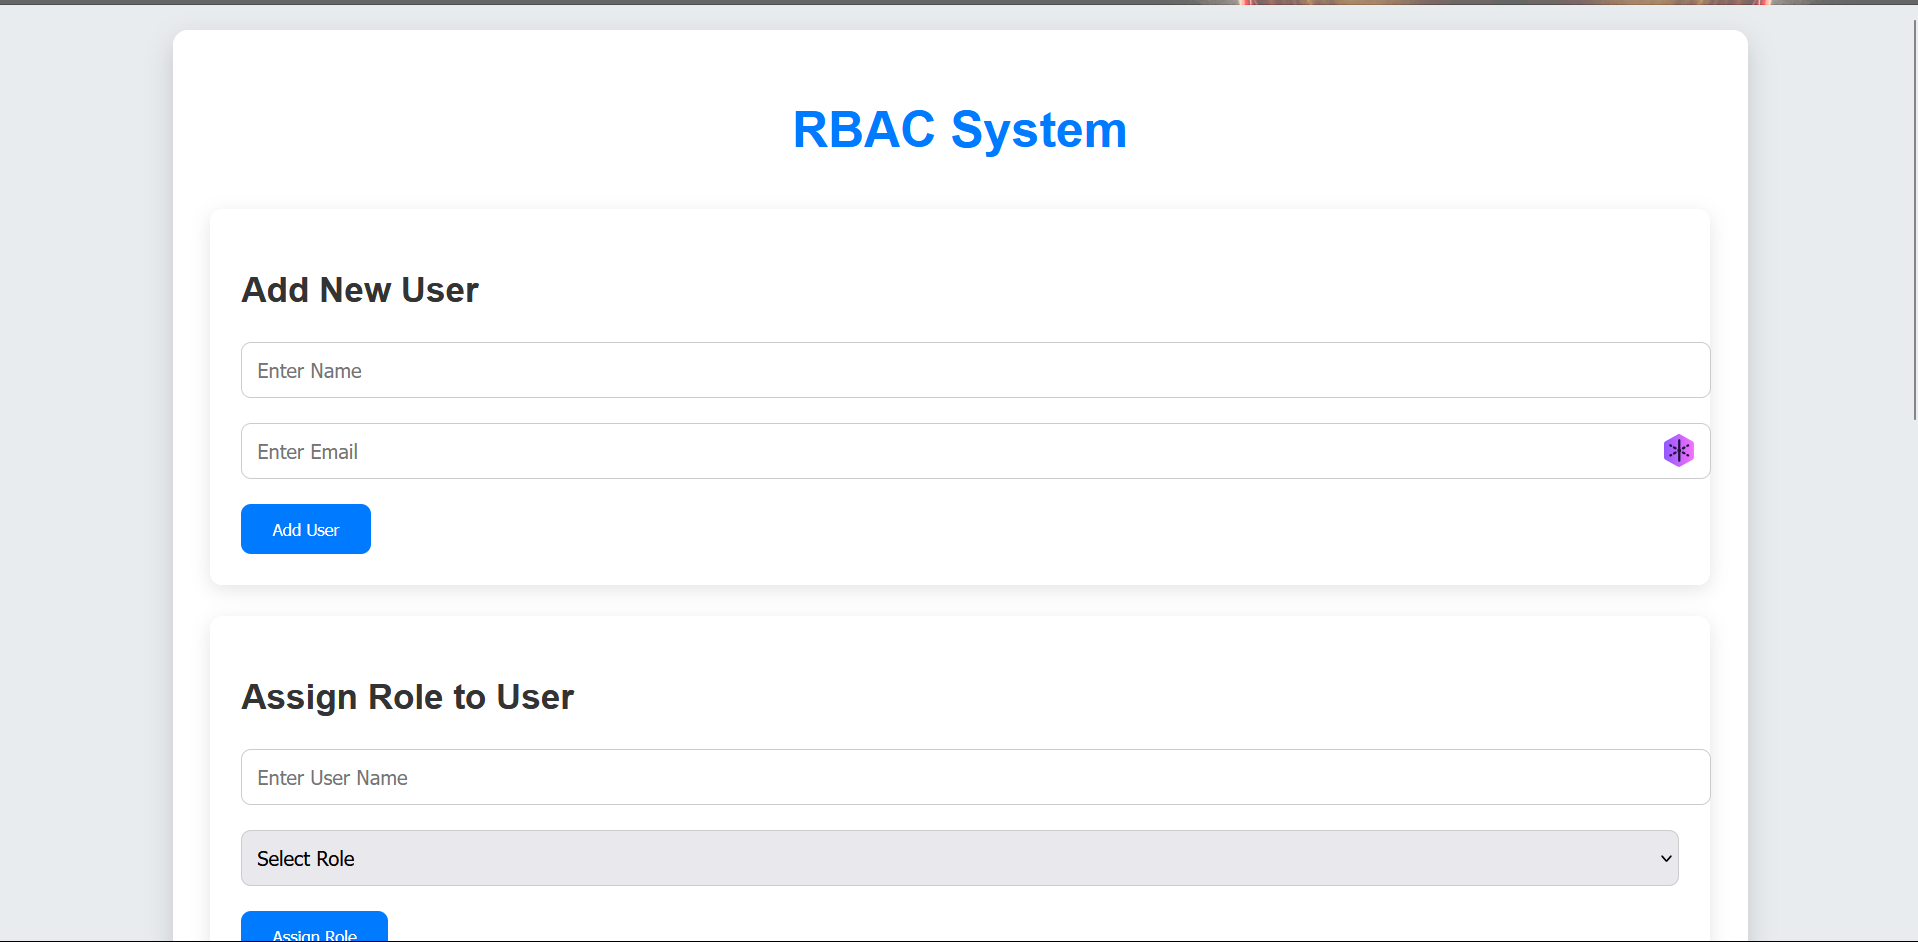 RBAC System
Add New User
Enter Name
Enter Email
Add User
Assign Role to User
Enter User Name
Select Role
Assign Role